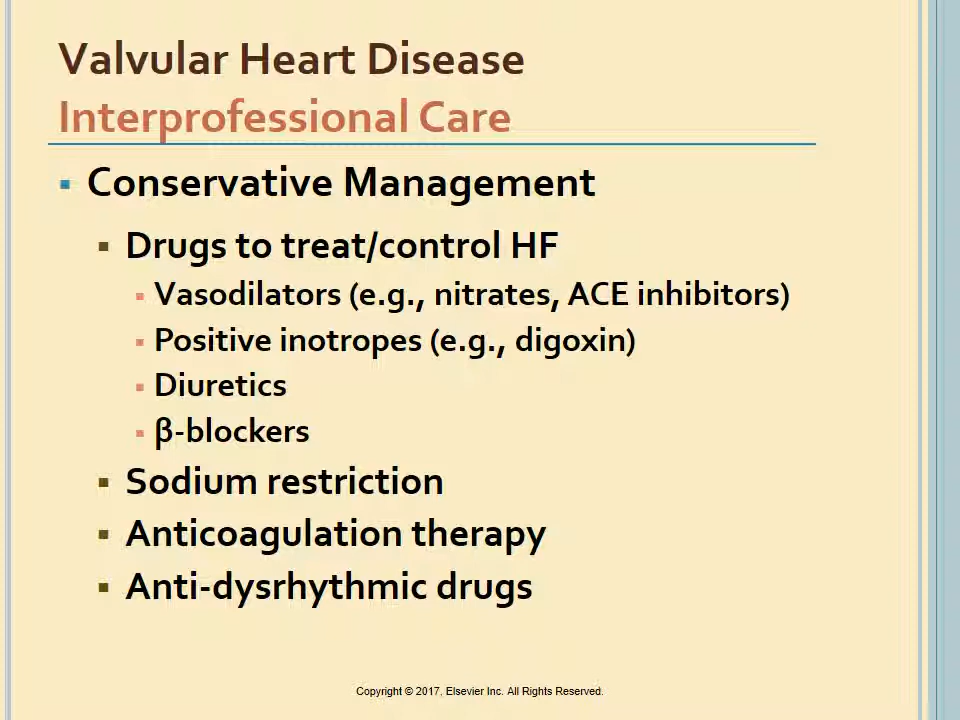 Valvular Heart Disease
Interprofessional Care
▪ Conservative Management
▪ Drugs to treat/control HF
▪ Vasodilators (e.g., nitrates, ACE inhibitors)
▪ Positive inotropes (e.g., digoxin)
▪ Diuretics
▪ β-blockers
▪ Sodium restriction
▪ Anticoagulation therapy
▪ Anti-dysrhythmic drugs
Copyright © 2017, Elsevier Inc. All Rights Reserved.